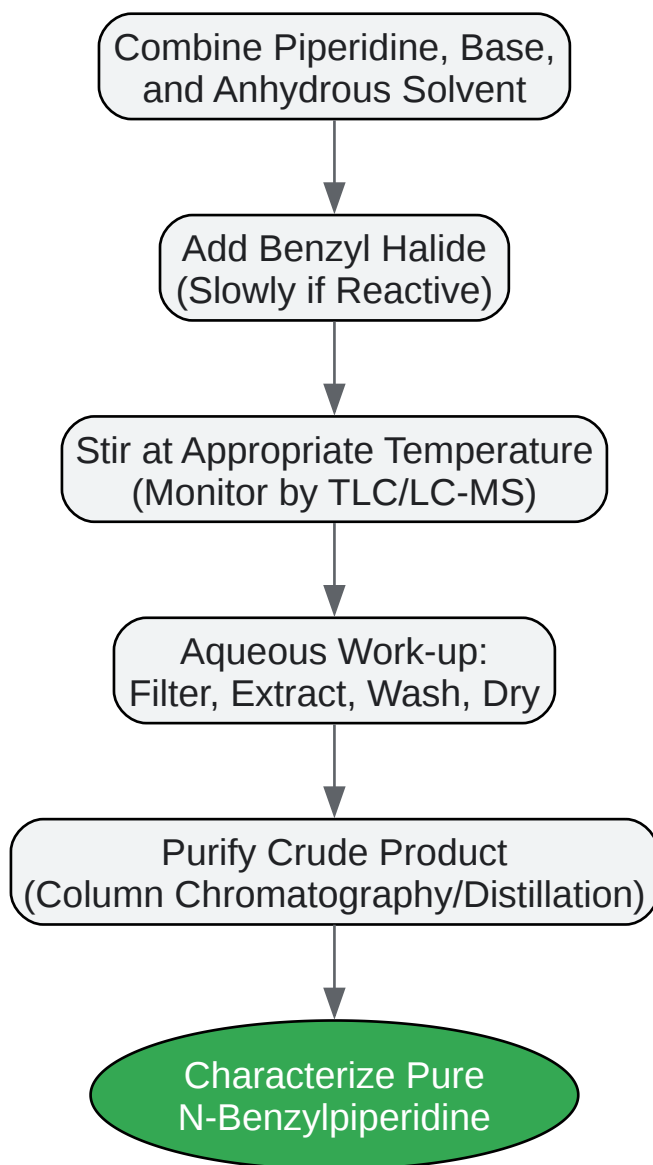 Combine Piperidine, Base,
and Anhydrous Solvent
Add Benzyl Halide
(Slowly if Reactive)
Stir at Appropriate Temperature
(Monitor by TLC/LC-MS)
Aqueous Work-up:
Filter, Extract, Wash, Dry
Purify Crude Product
(Column Chromatography/Distillation)
Characterize Pure
N-Benzylpiperidine